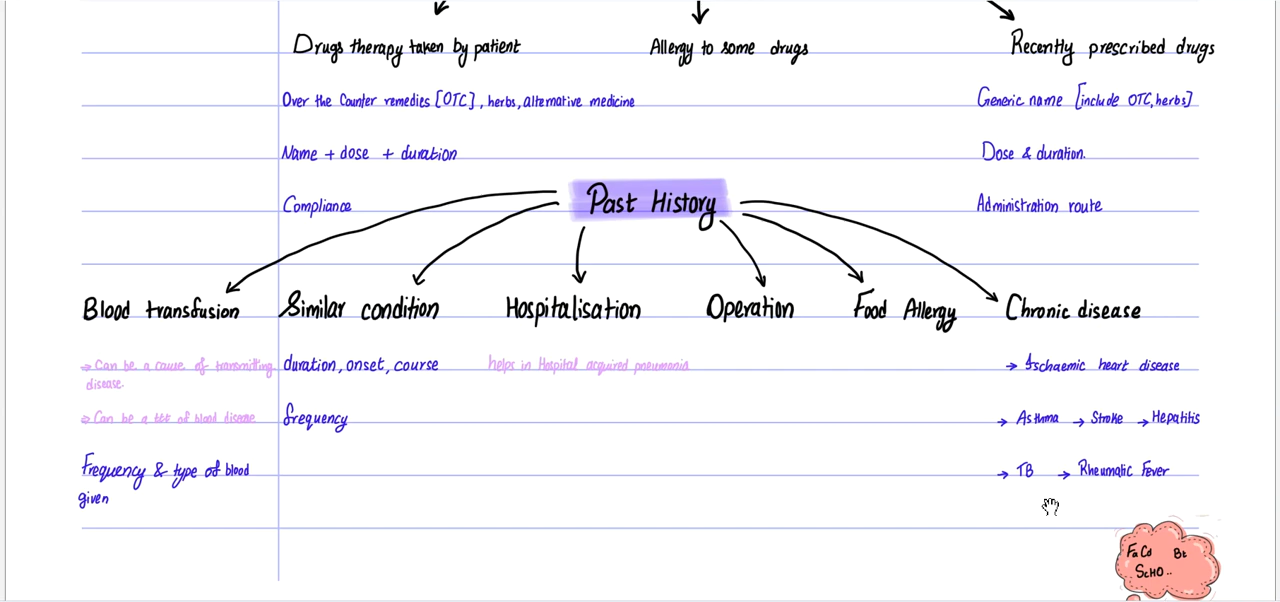 Drugs therapy taken by patient
Allergy to some drugs
Recently prescribed drugs
Over the Counter remedies [OTC], herbs, alternative medicine
Generic name [include OTC, herbs]
Name + dose + duration
Dose & duration.
Compliance
Past History
Administration route
Blood transfusion
Similar condition
Hospitalisation
Operation
Food Allergy
Chronic disease
→ Can be a cause of transmitting
disease.
duration, onset, course
helps in Hospital acquired pneumonia
→ Ischaemic heart disease
→ Can be a ttt of blood disease
frequency
→ Asthma → Stroke → Hepatitis
Frequency & type of blood
given
→ TB → Rheumatic Fever
FaCd Bt
ScHO..